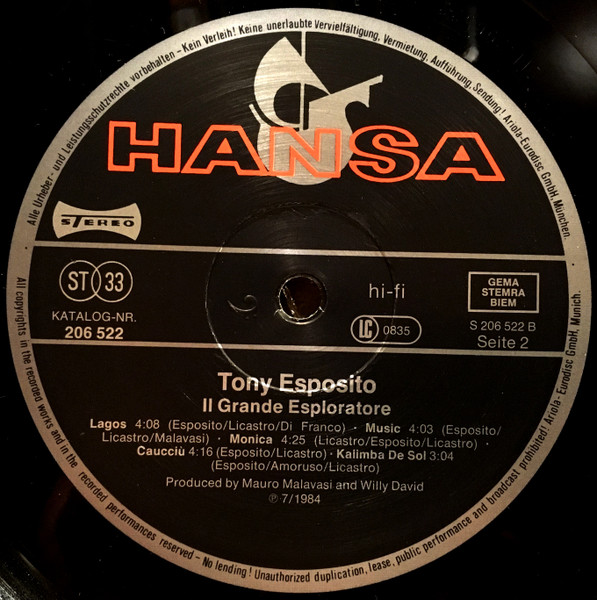 Alle Urheber- und Leistungsschutzrechte vorbehalten – Kein Verleih! Keine unerlaubte Vervielfältigung, Vermietung, Aufführung, Sendung! Ariola-Eurodisc GmbH, München.
HANSA
STEREO
ST 33
hi-fi
GEMA
STEMRA
BIEM
KATALOG-NR.
206 522
LC 0835
S 206 522 B
Seite 2
Tony Esposito
Il Grande Esploratore
Lagos 4:08 (Esposito/Licastro/Di Franco) · Music 4:03 (Esposito/
Licastro/Malavasi) · Monica 4:25 (Licastro/Esposito/Licastro) ·
Caucciù 4:16 (Esposito/Licastro) · Kalimba De Sol 3:04
(Esposito/Amoruso/Licastro)
Produced by Mauro Malavasi and Willy David
℗ 7/1984
All copyrights in the recorded works and in the recorded performances reserved – No lending! Unauthorized duplication, lease, public performance and broadcast prohibited! Ariola-Eurodisc GmbH, Munich.